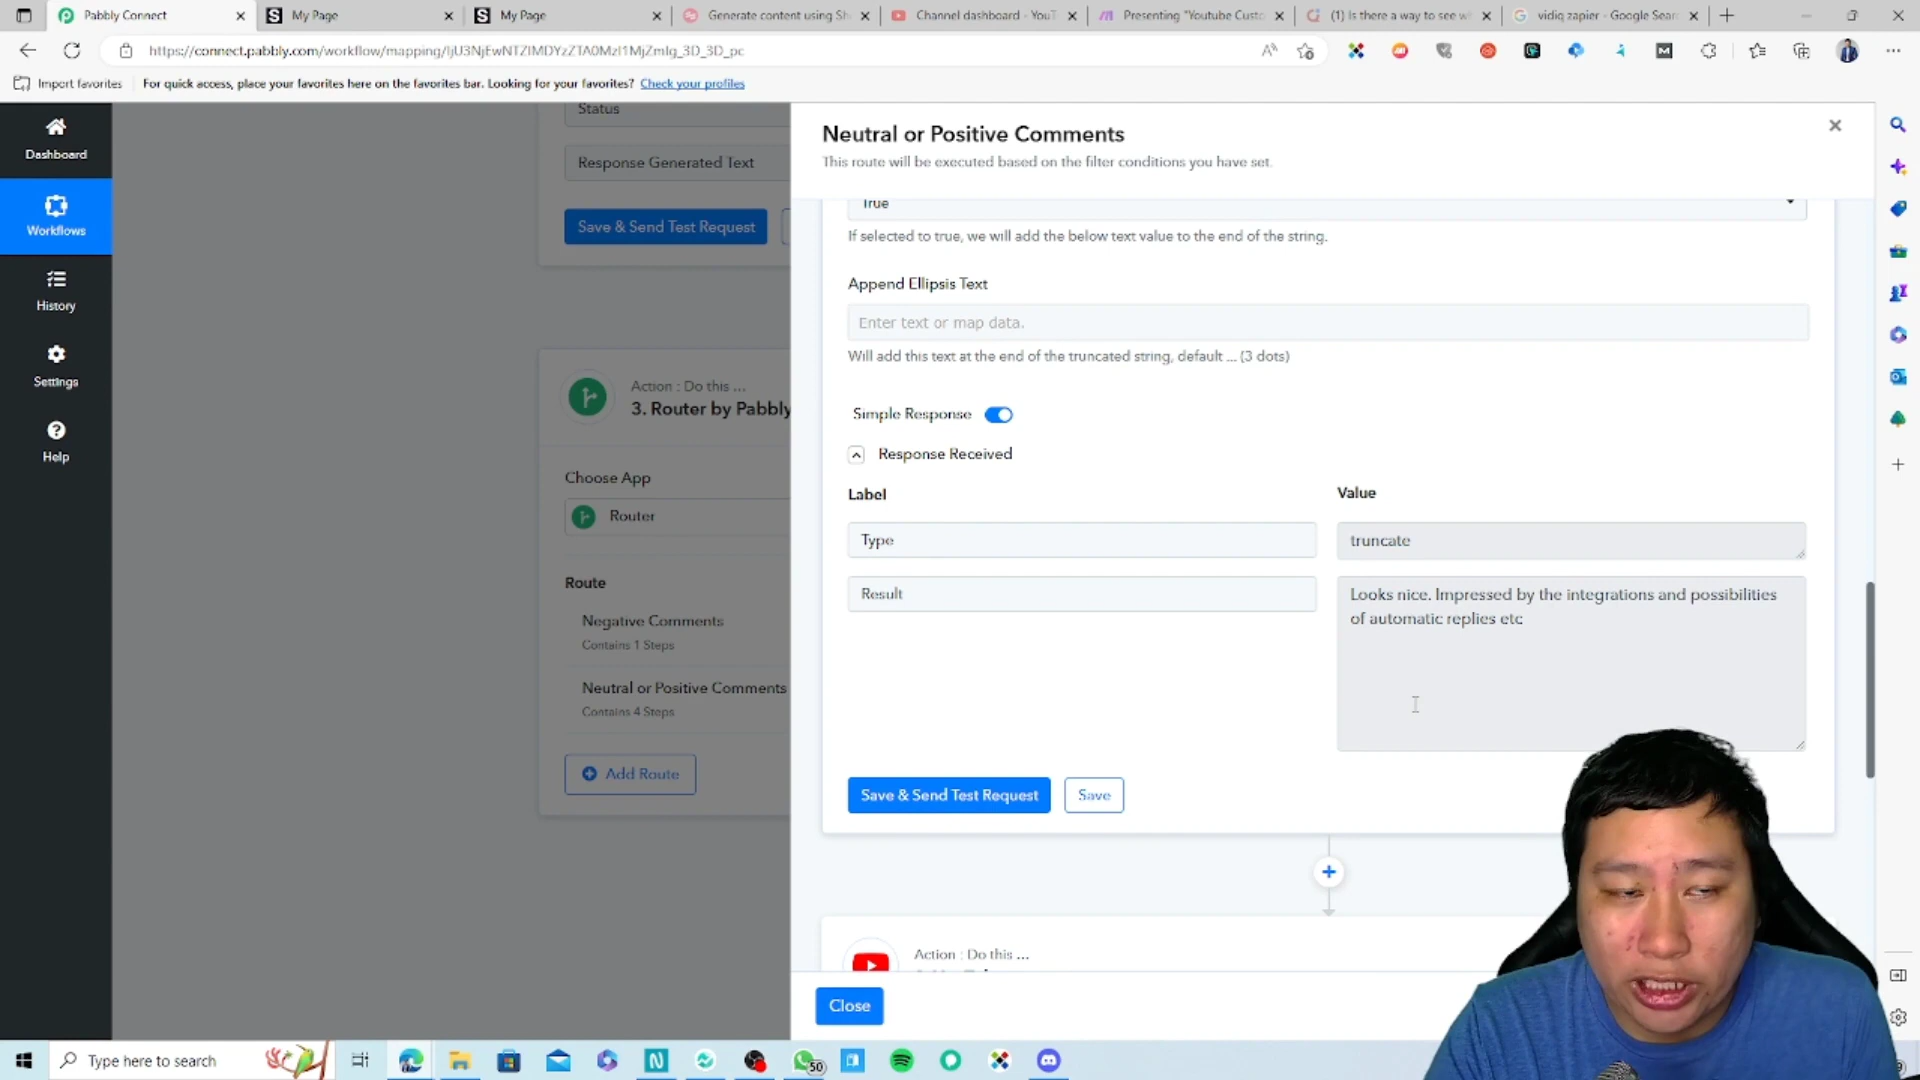 Pabbly Connect
My Page
My Page
Generate content using Sh
Channel dashboard - YouT
Presenting "Youtube Custo
(1) Is there a way to see w
vidiq zapier - Google Sear
https://connect.pabbly.com/workflow/mapping/
Import favorites
For quick access, place your favorites here on the favorites bar. Looking for your favorites? Check your profiles
Dashboard
Workflows
History
Settings
Help
Status
Response Generated Text
Save & Send Test Request
Action : Do this ...
3. Router by Pabbly
Choose App
Router
Route
Negative Comments
Contains 1 Steps
Neutral or Positive Comments
Contains 4 Steps
Add Route
Neutral or Positive Comments
This route will be executed based on the filter conditions you have set.
True
If selected to true, we will add the below text value to the end of the string.
Append Ellipsis Text
Enter text or map data.
Will add this text at the end of the truncated string, default ... (3 dots)
Simple Response
Response Received
Label
Value
Type
truncate
Result
Looks nice. Impressed by the integrations and possibilities
of automatic replies etc
Save & Send Test Request
Save
Action : Do this ...
Close
Type here to search
50